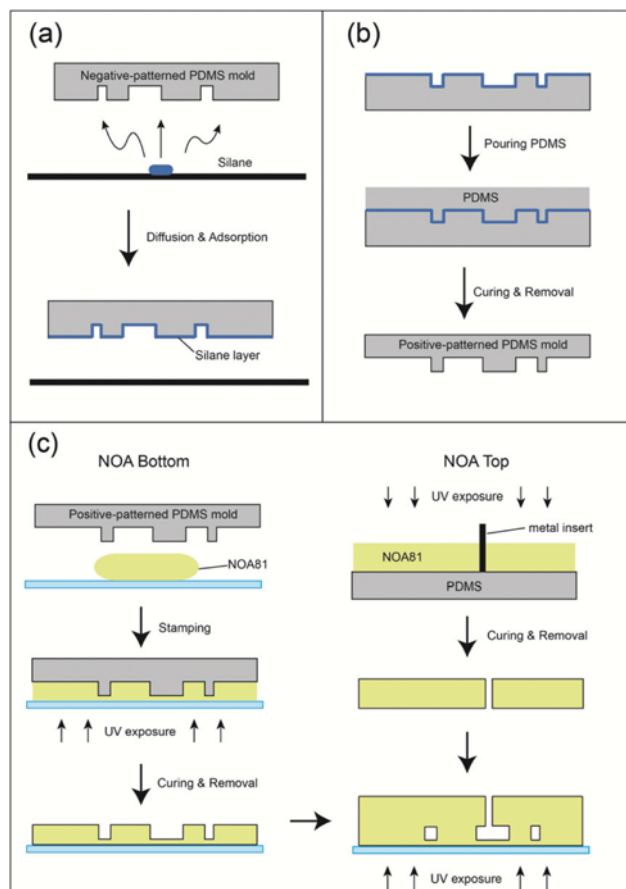 (a)
Negative-patterned PDMS mold
Silane
Diffusion & Adsorption
Silane layer
(b)
Pouring PDMS
PDMS
Curing & Removal
Positive-patterned PDMS mold
(c)
NOA Bottom
Positive-patterned PDMS mold
NOA81
Stamping
UV exposure
Curing & Removal
NOA Top
UV exposure
metal insert
NOA81
PDMS
Curing & Removal
UV exposure